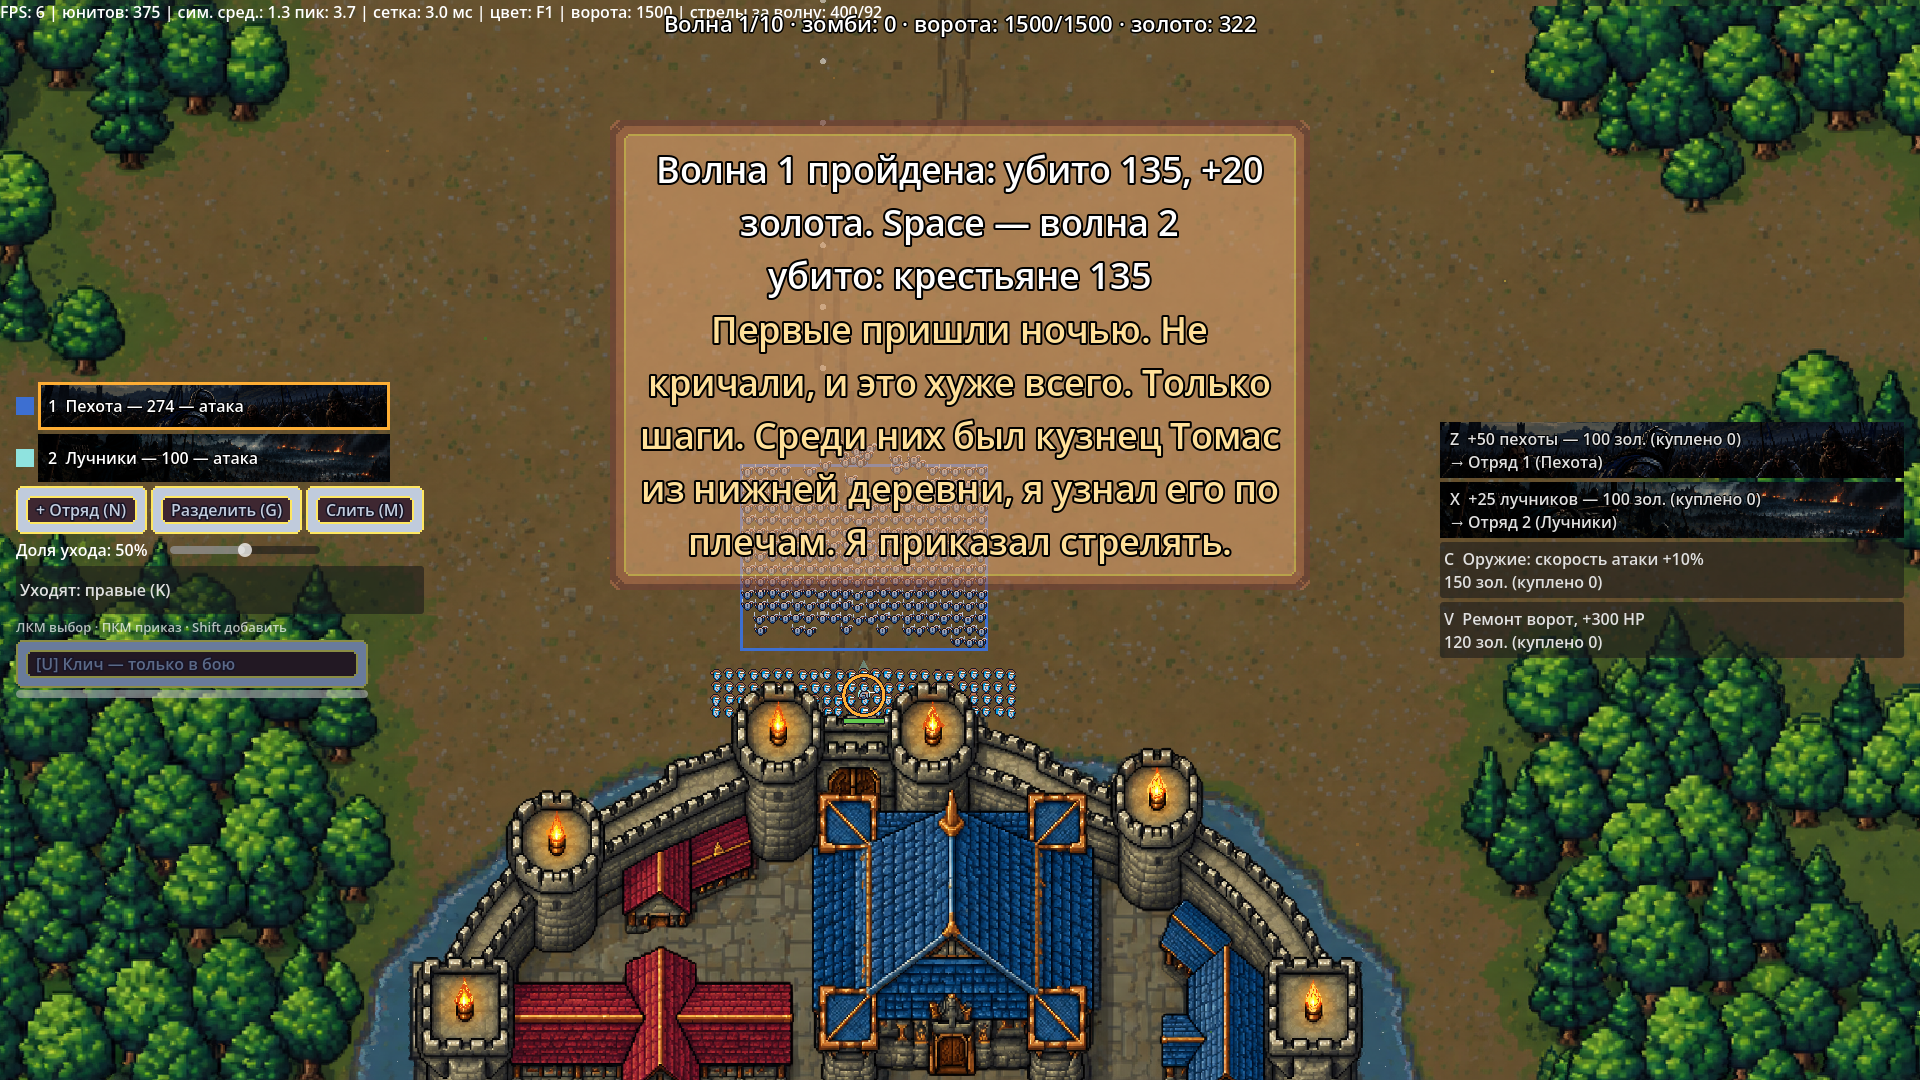 FPS: 6 | юнитов: 375 | сим. сред.: 1.3 пик: 3.7 | сетка: 3.0 мс | цвет: F1 | ворота: 1500 | стрелы за волну: 400/92
Волна 1/10 · зомби: 0 · ворота: 1500/1500 · золото: 322
Волна 1 пройдена: убито 135, +20
золота. Space — волна 2
убито: крестьяне 135
Первые пришли ночью. Не
кричали, и это хуже всего. Только
шаги. Среди них был кузнец Томас
из нижней деревни, я узнал его по
плечам. Я приказал стрелять.
1 Пехота — 274 — атака
2 Лучники — 100 — атака
+ Отряд (N) Разделить (G) Слить (M)
Доля ухода: 50%
Уходят: правые (K)
ЛКМ выбор · ПКМ приказ · Shift добавить
[U] Клич — только в бою
Z +50 пехоты — 100 зол. (куплено 0)
→ Отряд 1 (Пехота)
X +25 лучников — 100 зол. (куплено 0)
→ Отряд 2 (Лучники)
C Оружие: скорость атаки +10%
150 зол. (куплено 0)
V Ремонт ворот, +300 HP
120 зол. (куплено 0)